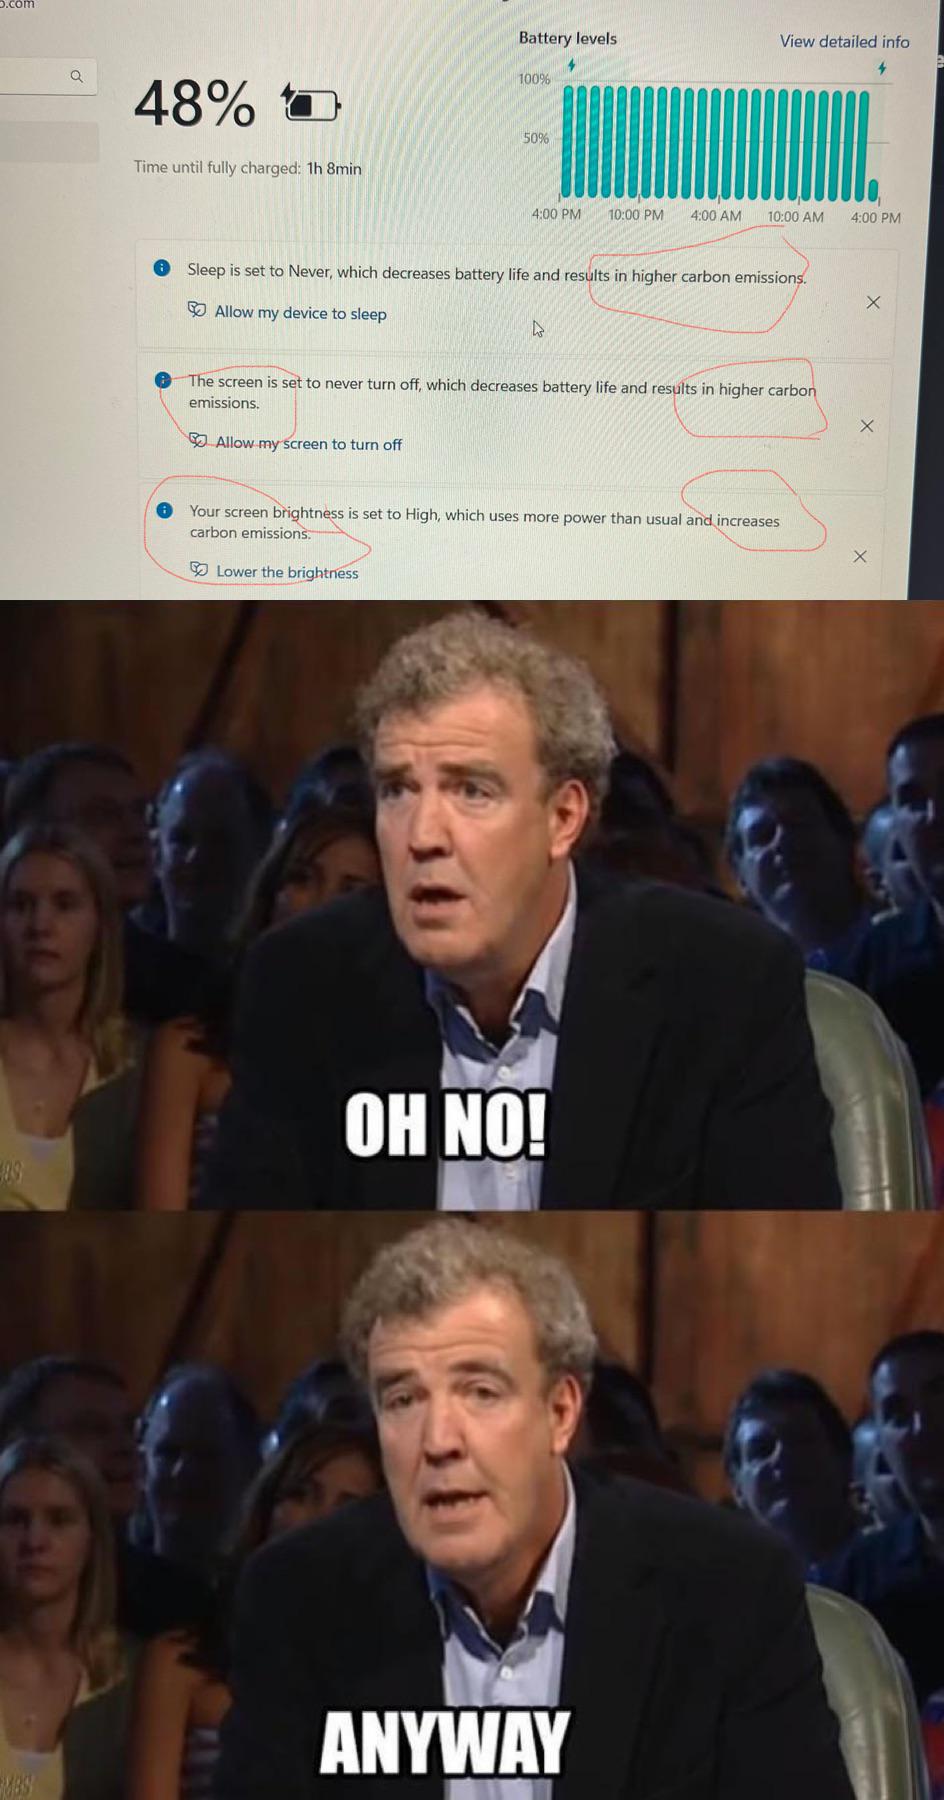 Battery levels
View detailed info
48%
100%
50%
Time until fully charged: 1h 8min
4:00 PM
10:00 PM
4:00 AM
10:00 AM
4:00 PM
Sleep is set to Never, which decreases battery life and results in higher carbon emissions.
Allow my device to sleep
The screen is set to never turn off, which decreases battery life and results in higher carbon
emissions.
Allow my screen to turn off
Your screen brightness is set to High, which uses more power than usual and increases
carbon emissions.
Lower the brightness
OH NO!
ANYWAY